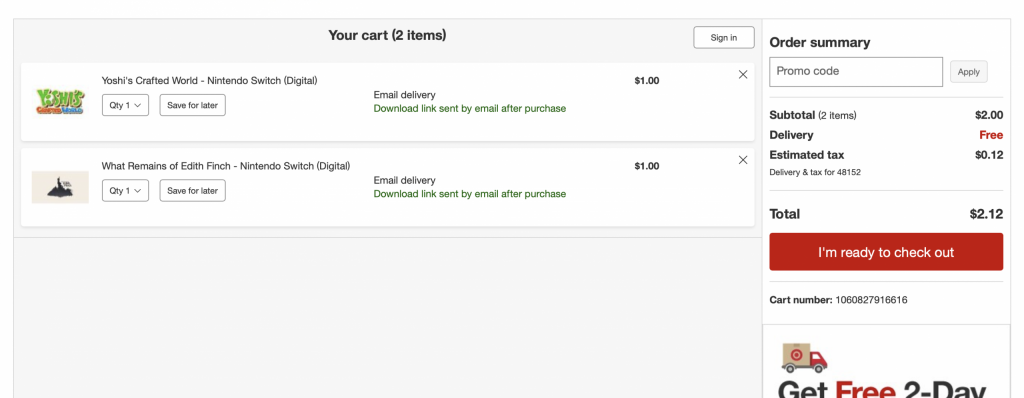 Your cart (2 items)
Sign in
YOSHI'S
CRAFTED WORLD
Yoshi's Crafted World - Nintendo Switch (Digital)
$1.00
Qty 1
Save for later
Email delivery
Download link sent by email after purchase
What Remains of Edith Finch - Nintendo Switch (Digital)
$1.00
Qty 1
Save for later
Email delivery
Download link sent by email after purchase
Order summary
Promo code
Apply
Subtotal (2 items) $2.00
Delivery Free
Estimated tax $0.12
Delivery & tax for 48152
Total $2.12
I'm ready to check out
Cart number: 1060827916616
Get Free 2-Day